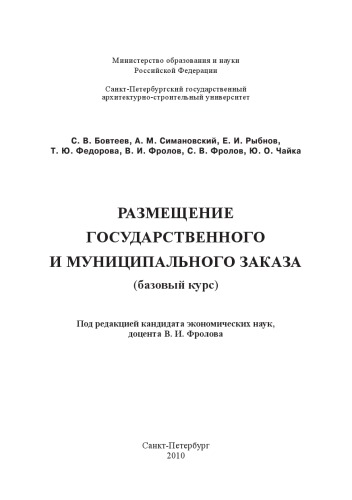 Министерство образования и науки
Российской Федерации
Санкт-Петербургский государственный
архитектурно-строительный университет
С. В. Бовтеев, А. М. Симановский, Е. И. Рыбнов,
Т. Ю. Федорова, В. И. Фролов, С. В. Фролов, Ю. О. Чайка
РАЗМЕЩЕНИЕ
ГОСУДАРСТВЕННОГО
И МУНИЦИПАЛЬНОГО ЗАКАЗА
(базовый курс)
Под редакцией кандидата экономических наук,
доцента В. И. Фролова
Санкт-Петербург
2010